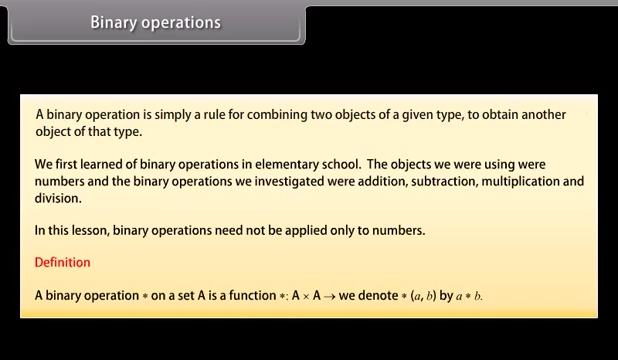 Binary operations
A binary operation is simply a rule for combining two objects of a given type, to obtain another
object of that type.
We first learned of binary operations in elementary school. The objects we were using were
numbers and the binary operations we investigated were addition, subtraction, multiplication and
division.
In this lesson, binary operations need not be applied only to numbers.
Definition
A binary operation * on a set A is a function *: A × A → we denote * (a, b) by a * b.